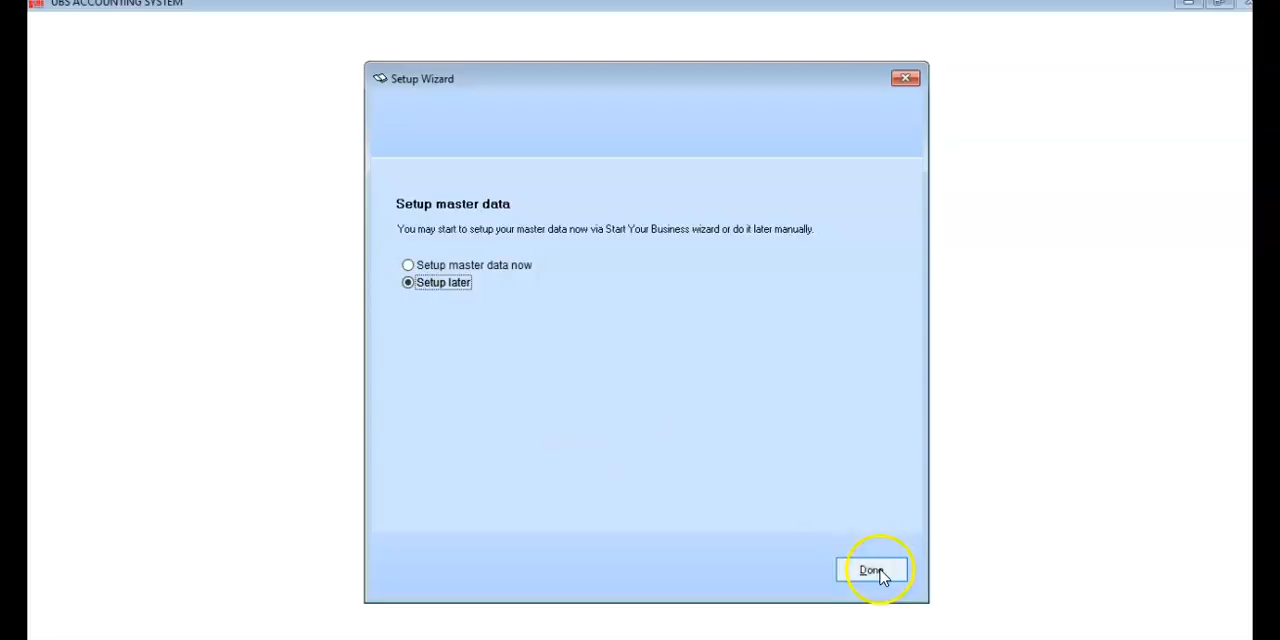 UBS ACCOUNTING SYSTEM
Setup Wizard
Setup master data
You may start to setup your master data now via Start Your Business wizard or do it later manually.
Setup master data now
Setup later
Done